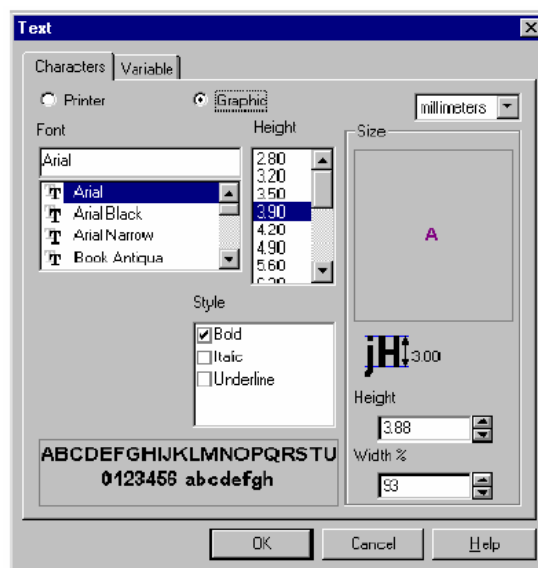 Text
Characters
Variable
Printer
Graphic
millimeters
Font
Height
Size
Arial
2.80
3.20
3.50
3.90
4.20
4.90
5.60
Arial
Arial Black
Arial Narrow
Book Antiqua
A
Style
Bold
Italic
Underline
jH 3.00
Height
3.88
Width %
93
ABCDEFGHIJKLMNOPQRSTU
0123456 abcdefgh
OK
Cancel
Help